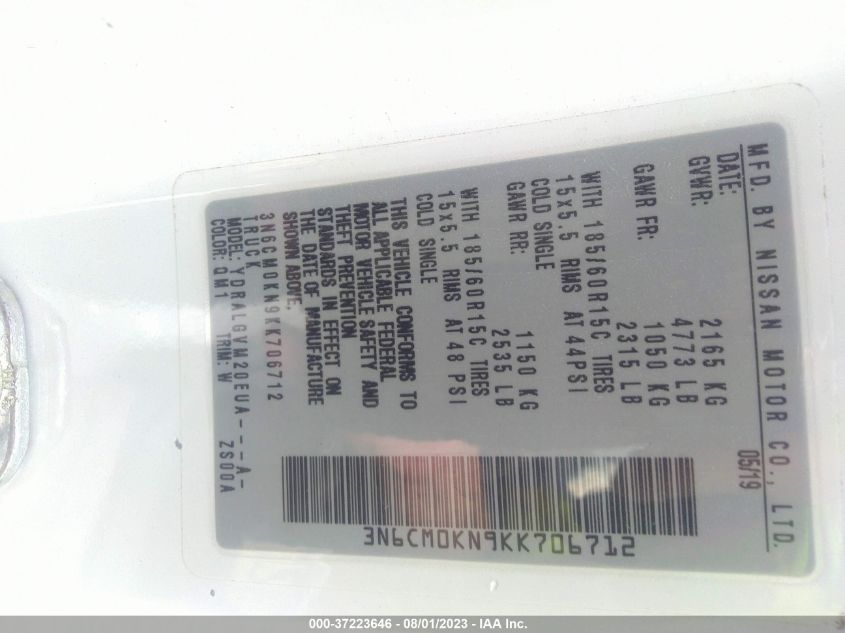 MFD. BY NISSAN MOTOR CO., LTD.
DATE: 05/19
GVWR: 2165 KG
4773 LB
GAWR FR: 1050 KG
2315 LB
WITH 185/60R15C TIRES
15x5.5 RIMS AT 44PSI
COLD SINGLE
GAWR RR: 1150 KG
2535 LB
WITH 185/60R15C TIRES
15x5.5 RIMS AT 48 PSI
COLD SINGLE
THIS VEHICLE CONFORMS TO
ALL APPLICABLE FEDERAL
MOTOR VEHICLE SAFETY AND
THEFT PREVENTION
STANDARDS IN EFFECT ON
THE DATE OF MANUFACTURE
SHOWN ABOVE.
3N6CM0KN9KK706712
TRUCK
MODEL: YDRALGVM20EUA---A-
COLOR: QM1 TRIM: W ZS00A
3N6CM0KN9KK706712
000-37223646 - 08/01/2023 - IAA Inc.